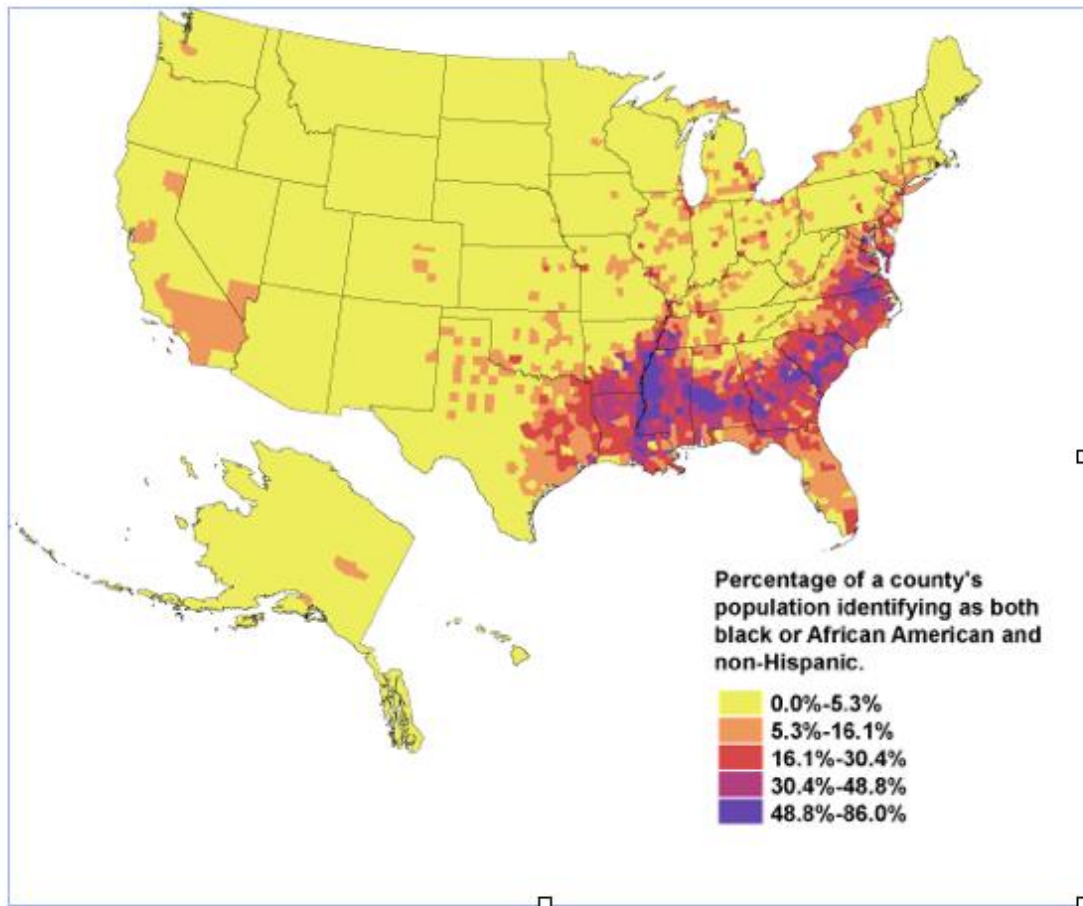 Percentage of a county's
population identifying as both
black or African American and
non-Hispanic.
0.0%-5.3%
5.3%-16.1%
16.1%-30.4%
30.4%-48.8%
48.8%-86.0%